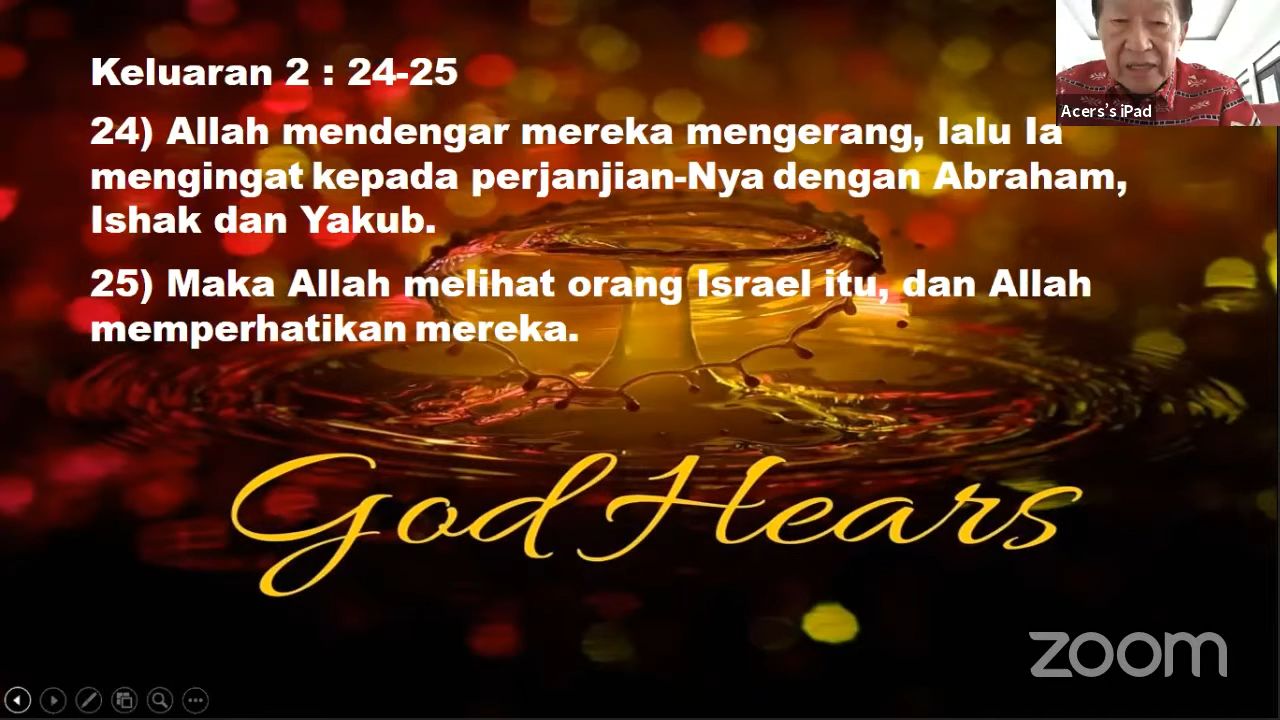 Keluaran 2 : 24-25
24) Allah mendengar mereka mengerang, lalu Ia
mengingat kepada perjanjian-Nya dengan Abraham,
Ishak dan Yakub.
25) Maka Allah melihat orang Israel itu, dan Allah
memperhatikan mereka.
God Hears
Acers's iPad
zoom